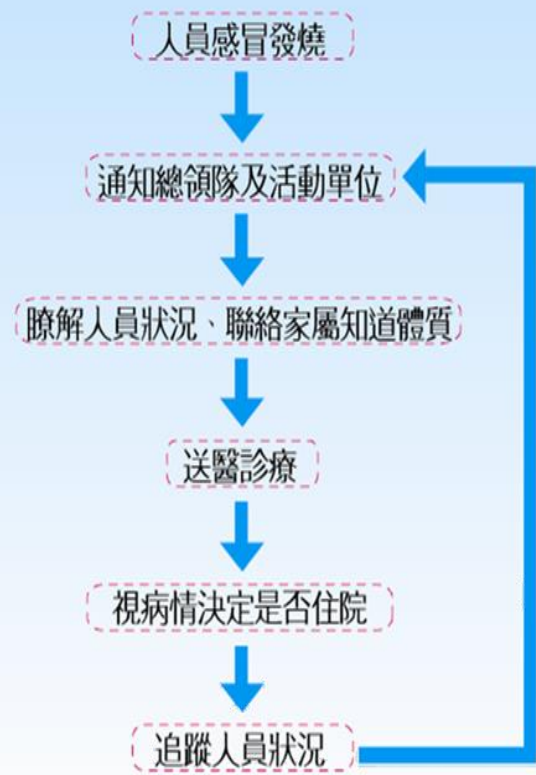 人員感冒發燒
通知總領隊及活動單位
瞭解人員狀況、聯絡家屬知道體質
送醫診療
視病情決定是否住院
追蹤人員狀況